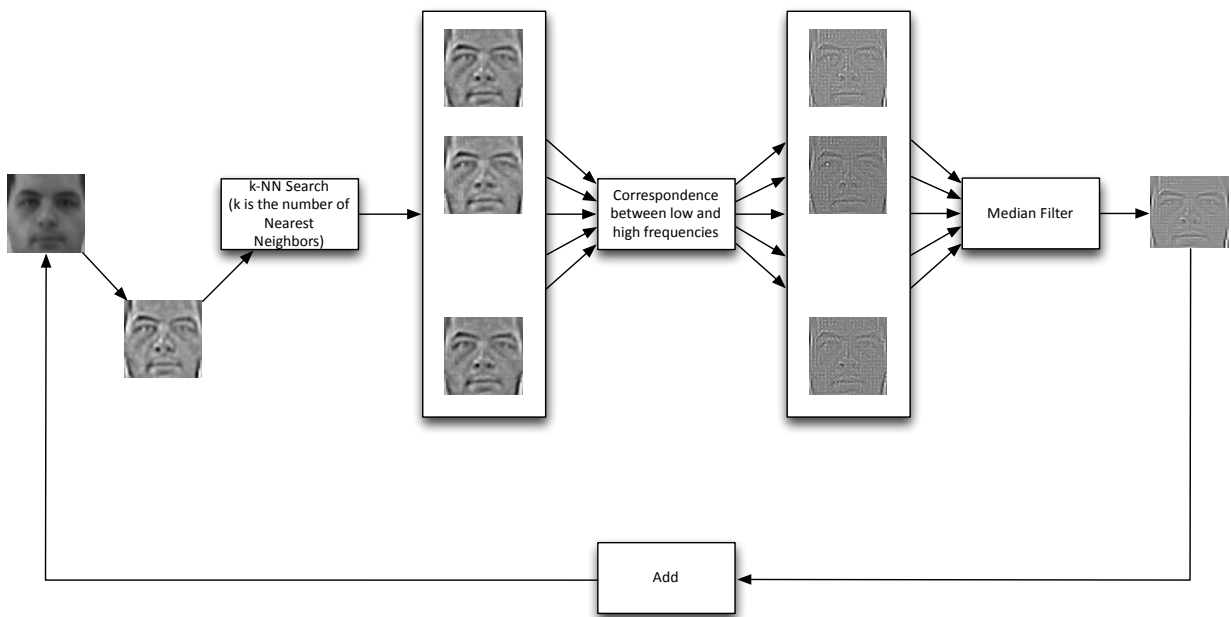 k-NN Search
(k is the number of
Nearest
Neighbors)
Correspondence
between low and
high frequencies
Median Filter
Add